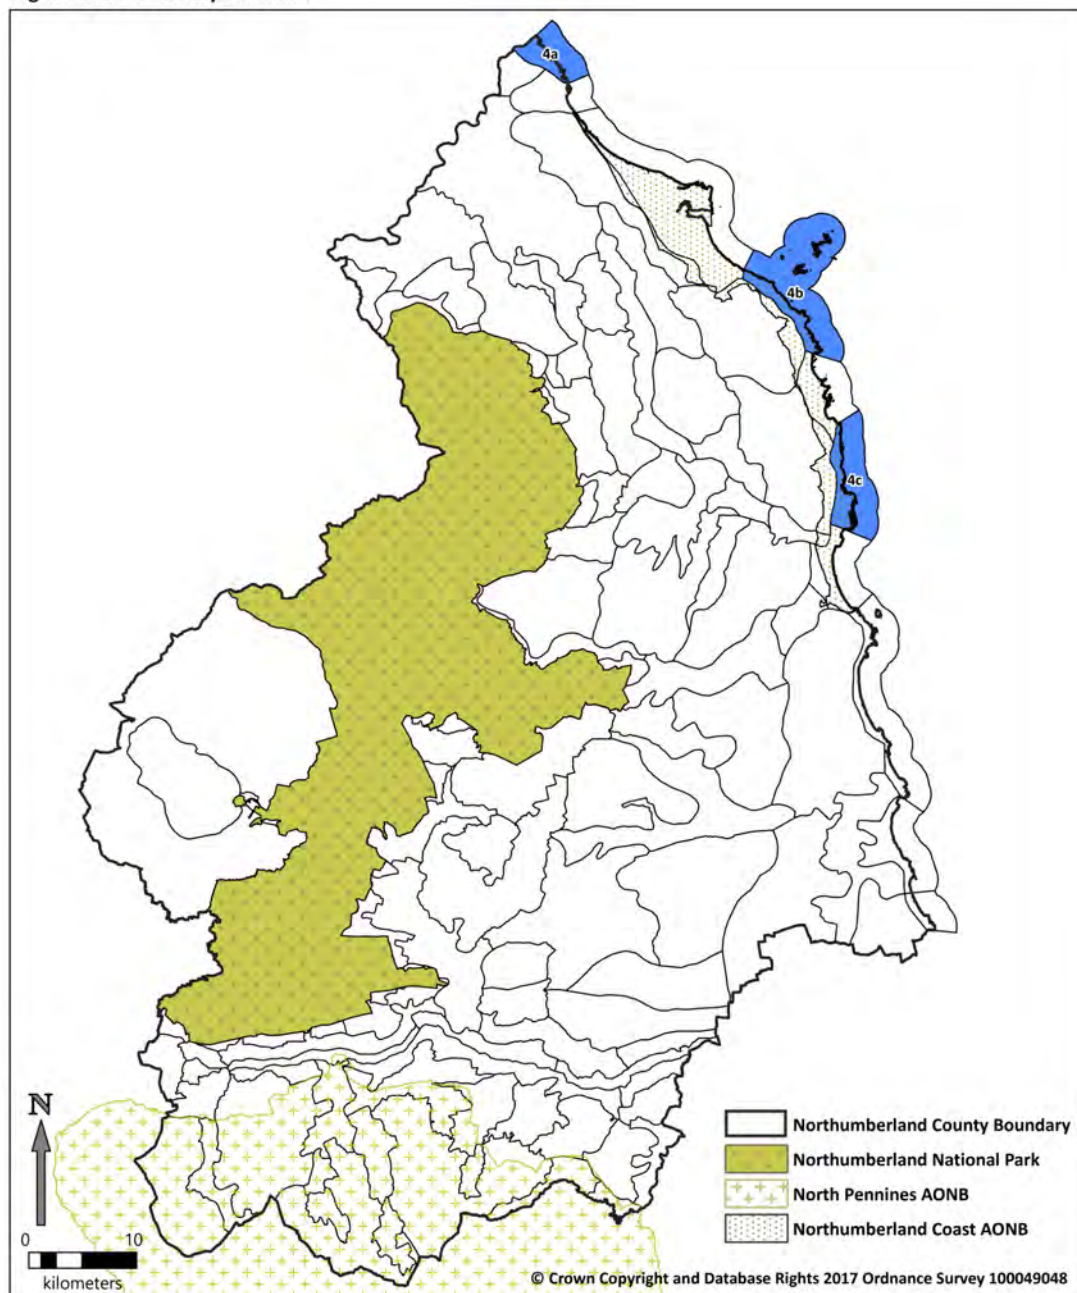 4a
4b
4c
N
0 10
kilometers
Northumberland County Boundary
Northumberland National Park
North Pennines AONB
Northumberland Coast AONB
© Crown Copyright and Database Rights 2017 Ordnance Survey 100049048